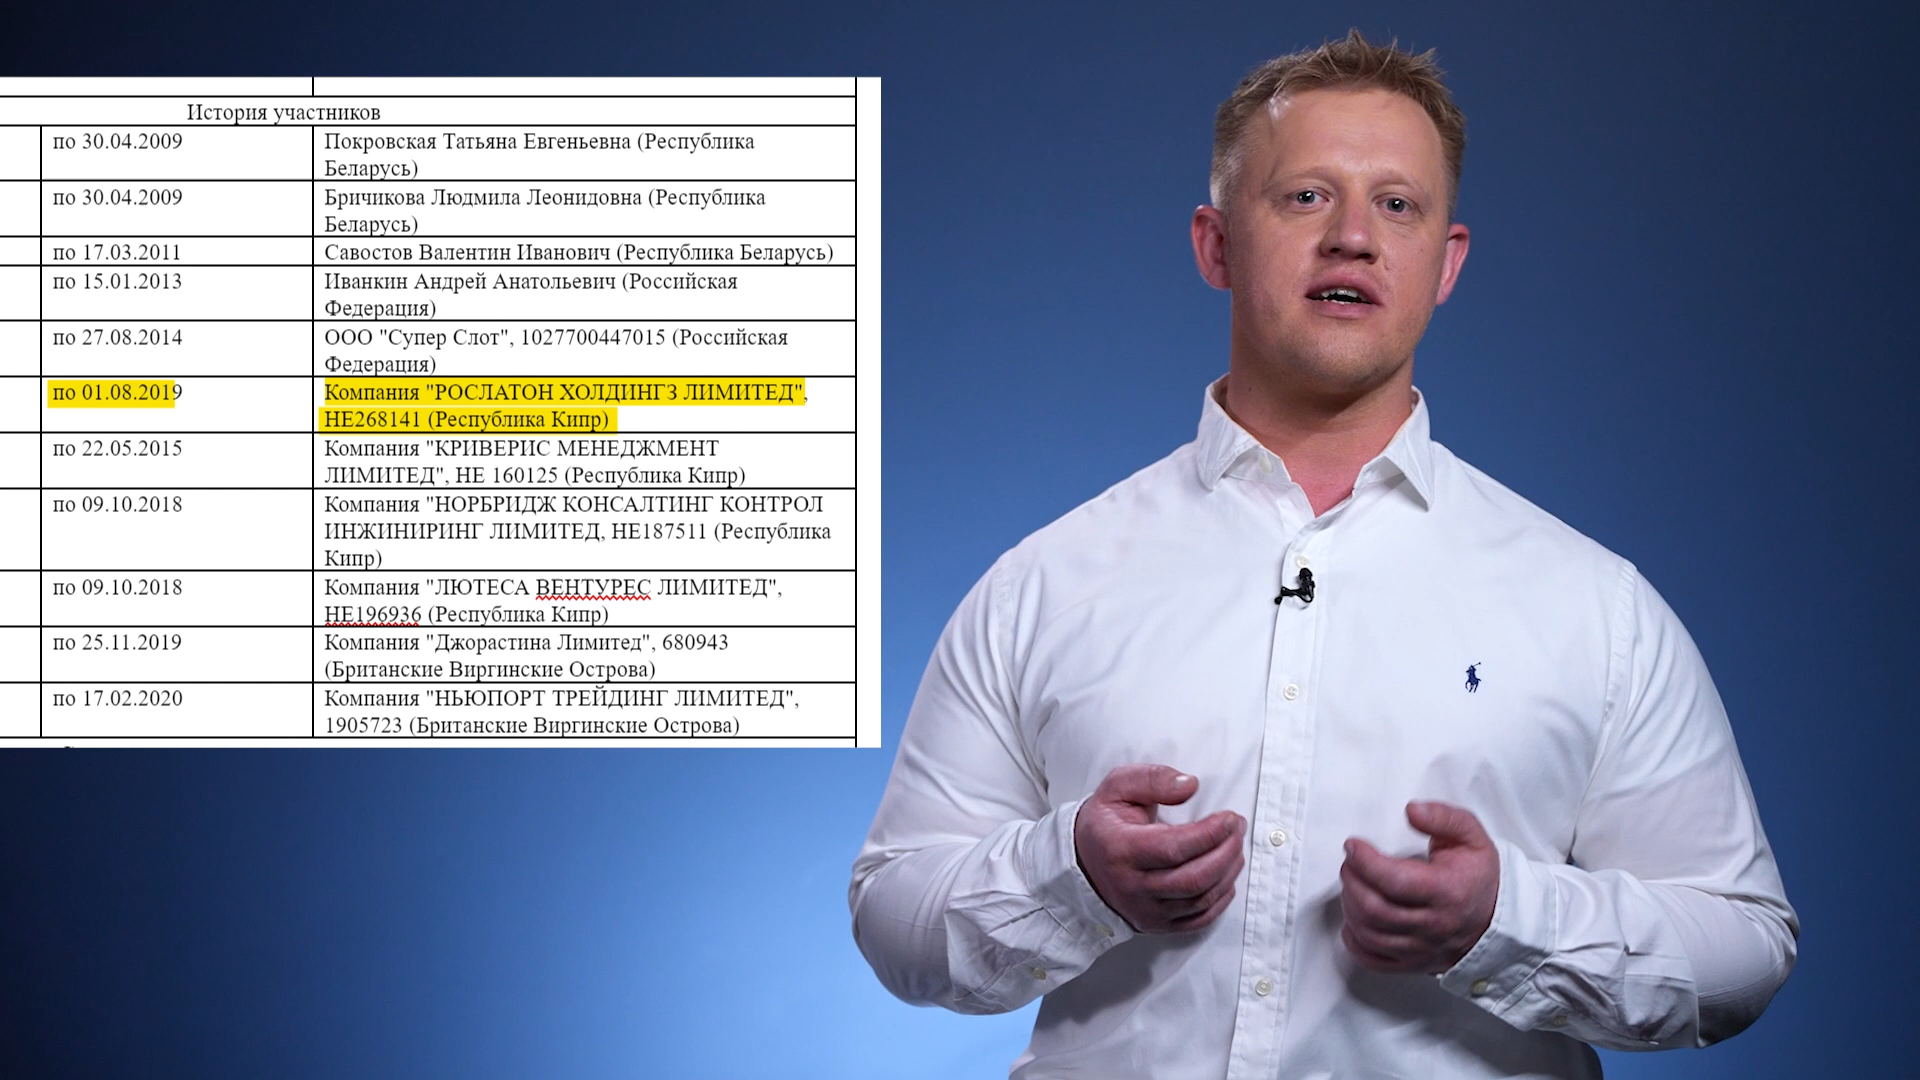 История участников
по 30.04.2009 Покровская Татьяна Евгеньевна (Республика
Беларусь)
по 30.04.2009 Бричикова Людмила Леонидовна (Республика
Беларусь)
по 17.03.2011 Савостов Валентин Иванович (Республика Беларусь)
по 15.01.2013 Иванкин Андрей Анатольевич (Российская
Федерация)
по 27.08.2014 ООО "Супер Слот", 1027700447015 (Российская
Федерация)
по 01.08.2019 Компания "РОСЛАТОН ХОЛДИНГЗ ЛИМИТЕД",
НЕ268141 (Республика Кипр)
по 22.05.2015 Компания "КРИВЕРИС МЕНЕДЖМЕНТ
ЛИМИТЕД", НЕ 160125 (Республика Кипр)
по 09.10.2018 Компания "НОРБРИДЖ КОНСАЛТИНГ КОНТРОЛ
ИНЖИНИРИНГ ЛИМИТЕД, НЕ187511 (Республика
Кипр)
по 09.10.2018 Компания "ЛЮТЕСА ВЕНТУРЕС ЛИМИТЕД",
НЕ196936 (Республика Кипр)
по 25.11.2019 Компания "Джорастина Лимитед", 680943
(Британские Виргинские Острова)
по 17.02.2020 Компания "НЬЮПОРТ ТРЕЙДИНГ ЛИМИТЕД",
1905723 (Британские Виргинские Острова)